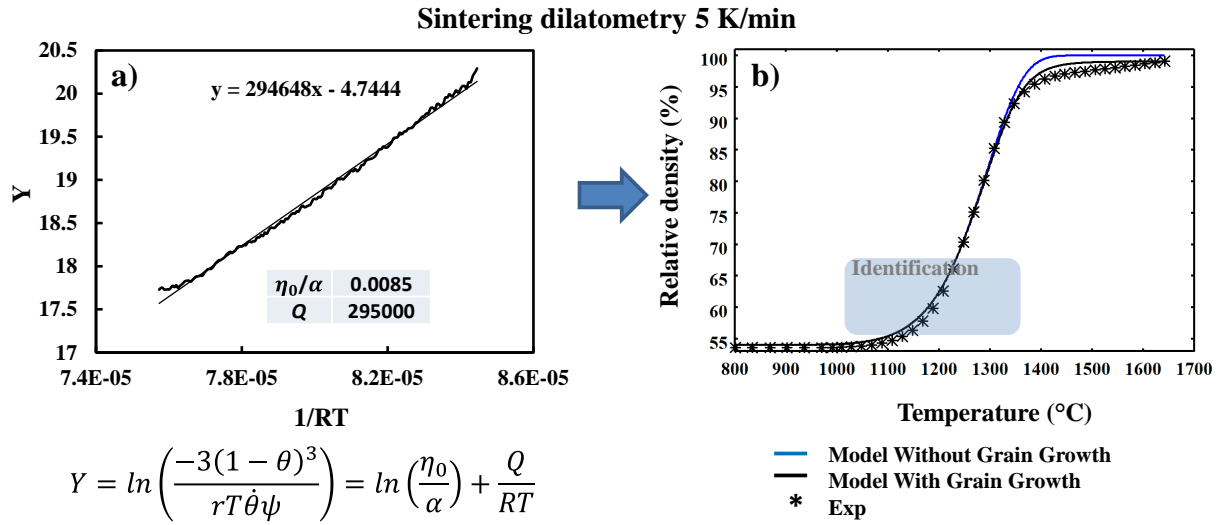 Sintering dilatometry 5 K/min
a)
y = 294648x - 4.7444
20.5
20
19.5
19
18.5
18
17.5
17
Y
η₀/α 0.0085
Q 295000
7.4E-05 7.8E-05 8.2E-05 8.6E-05
1/RT
Y = ln(−3(1 − θ)³ / rTθ̇ψ) = ln(η₀/α) + Q/RT
b)
100
95
90
85
80
75
70
65
60
55
Relative density (%)
Identification
800 900 1000 1100 1200 1300 1400 1500 1600 1700
Temperature (°C)
Model Without Grain Growth
Model With Grain Growth
* Exp